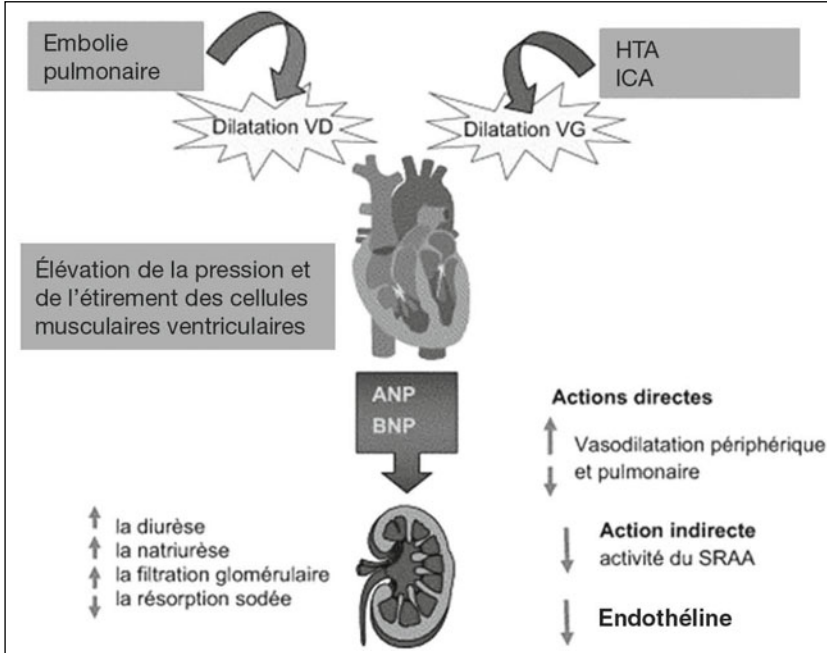 Embolie
pulmonaire
HTA
ICA
Dilatation VD
Dilatation VG
Élévation de la pression et
de l'étirement des cellules
musculaires ventriculaires
ANP
BNP
Actions directes
Vasodilatation périphérique
et pulmonaire
Action indirecte
activité du SRAA
Endothéline
la diurèse
la natriurèse
la filtration glomérulaire
la résorption sodée